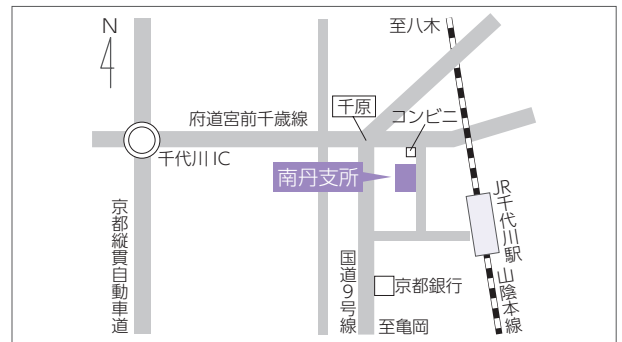 N
至八木
千原
コンビニ
府道宮前千歳線
千代川IC
南丹支所
京都縦貫自動車道
国道9号線
JR千代川駅
山陰本線
京都銀行
至亀岡